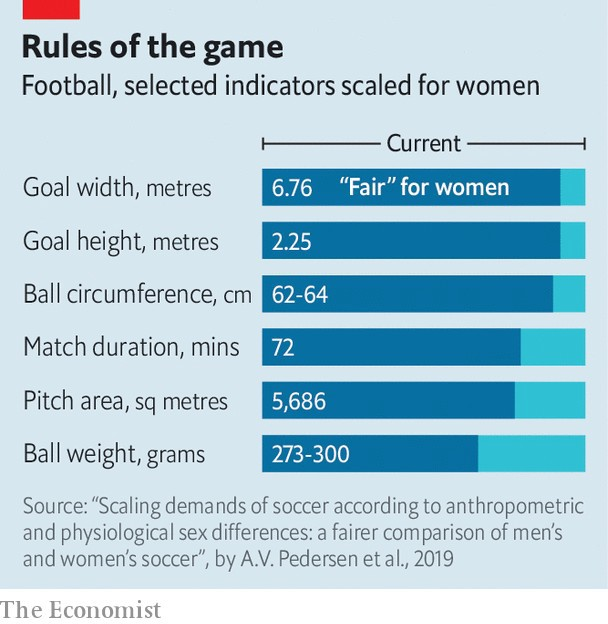 Rules of the game
Football, selected indicators scaled for women
Current
Goal width, metres 6.76 “Fair” for women
Goal height, metres 2.25
Ball circumference, cm 62-64
Match duration, mins 72
Pitch area, sq metres 5,686
Ball weight, grams 273-300
Source: “Scaling demands of soccer according to anthropometric
and physiological sex differences: a fairer comparison of men’s
and women’s soccer”, by A.V. Pedersen et al., 2019
The Economist